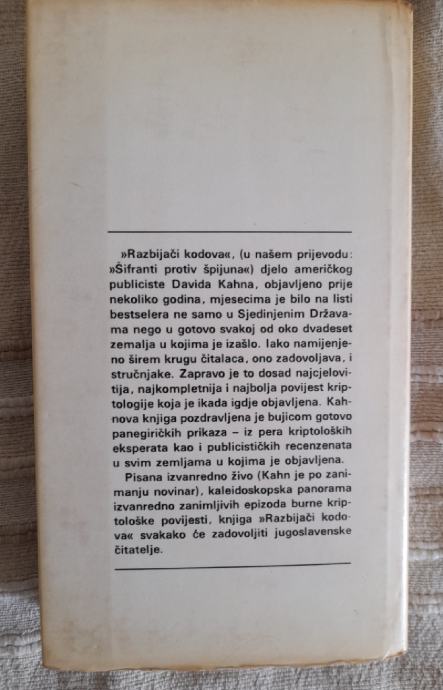 »Razbijači kodova«, (u našem prijevodu:
»Šifranti protiv špijuna«) djelo američkog
publiciste Davida Kahna, objavljeno prije
nekoliko godina, mjesecima je bilo na listi
bestselera ne samo u Sjedinjenim Država-
ma nego u gotovo svakoj od oko dvadeset
zemalja u kojima je izašlo. Iako namijenje-
no širem krugu čitalaca, ono zadovoljava, i
stručnjake. Zapravo je to dosad najcjelovi-
tija, najkompletnija i najbolja povijest krip-
tologije koja je ikada igdje objavljena. Kah-
nova knjiga pozdravljena je bujicom gotovo
panegiričkih prikaza – iz pera kriptoloških
eksperata kao i publicističkih recenzenata
u svim zemljama u kojima je objavljena.
Pisana izvanredno živo (Kahn je po zani-
manju novinar), kaleidoskopska panorama
izvanredno zanimljivih epizoda burne krip-
tološke povijesti, knjiga »Razbijači kodo-
va« svakako će zadovoljiti jugoslavenske
čitatelje.